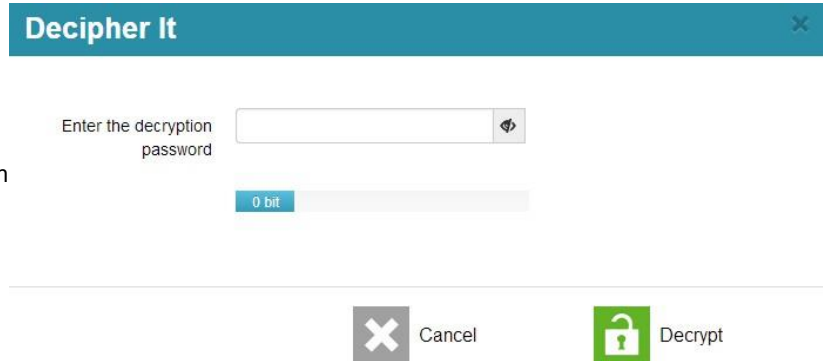 Decipher It
Enter the decryption
password
n
0 bit
Cancel
Decrypt